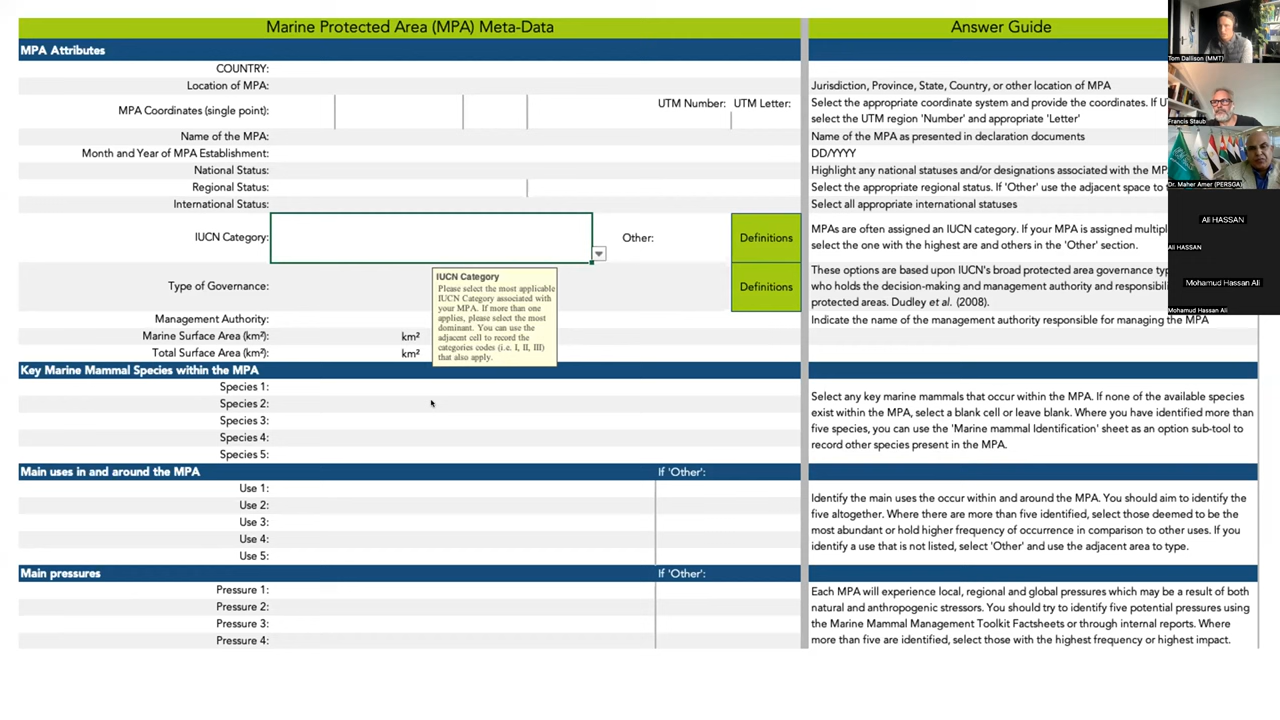 Marine Protected Area (MPA) Meta-Data
Answer Guide
MPA Attributes
COUNTRY:
Location of MPA:
Jurisdiction, Province, State, Country, or other location of MPA
MPA Coordinates (single point):
UTM Number: UTM Letter:
Select the appropriate coordinate system and provide the coordinates. If U
select the UTM region 'Number' and appropriate 'Letter'
Name of the MPA:
Name of the MPA as presented in declaration documents
Month and Year of MPA Establishment:
DD/YYYY
National Status:
Highlight any national statuses and/or designations associated with the MP
Regional Status:
Select the appropriate regional status. If 'Other' use the adjacent space to
International Status:
Select all appropriate international statuses
IUCN Category:
Other:
Definitions
MPAs are often assigned an IUCN category. If your MPA is assigned multip
select the one with the highest are and others in the 'Other' section.
IUCN Category
Please select the most applicable
IUCN Category associated with
your MPA. If more than one
applies, please select the most
dominant. You can use the
adjacent cell to record the
categories codes (i.e. I, II, III)
that also apply.
Type of Governance:
Definitions
These options are based upon IUCN's broad protected area governance typ
who holds the decision-making and management authority and responsibi
protected areas. Dudley et al. (2008).
Management Authority:
Indicate the name of the management authority responsible for managing the MPA
Marine Surface Area (km²):
km²
Total Surface Area (km²):
km²
Key Marine Mammal Species within the MPA
Species 1:
Species 2:
Species 3:
Species 4:
Species 5:
Select any key marine mammals that occur within the MPA. If none of the available species
exist within the MPA, select a blank cell or leave blank. Where you have identified more than
five species, you can use the 'Marine mammal Identification' sheet as an option sub-tool to
record other species present in the MPA.
Main uses in and around the MPA
If 'Other':
Use 1:
Use 2:
Use 3:
Use 4:
Use 5:
Identify the main uses the occur within and around the MPA. You should aim to identify the
five altogether. Where there are more than five identified, select those deemed to be the
most abundant or hold higher frequency of occurrence in comparison to other uses. If you
identify a use that is not listed, select 'Other' and use the adjacent area to type.
Main pressures
If 'Other':
Pressure 1:
Pressure 2:
Pressure 3:
Pressure 4:
Each MPA will experience local, regional and global pressures which may be a result of both
natural and anthropogenic stressors. You should try to identify five potential pressures using
the Marine Mammal Management Toolkit Factsheets or through internal reports. Where
more than five are identified, select those with the highest frequency or highest impact.
Tom Dallison (MMT)
Francis Staub
Dr. Maher Amer (PERSGA)
Ali HASSAN
Ali HASSAN
Mohamud Hassan Ali
Mohamud Hassan Ali